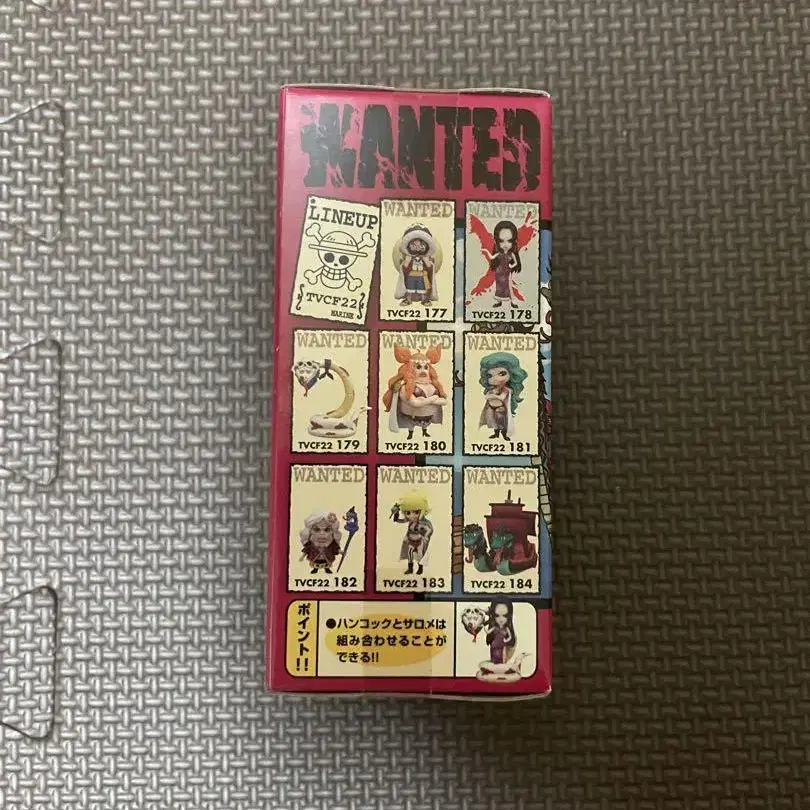 WANTED
LINEUP
TVCF22
MARINE
WANTED
TVCF22 177
WANTED
TVCF22 178
WANTED
TVCF22 179
WANTED
TVCF22 180
WANTED
TVCF22 181
WANTED
TVCF22 182
WANTED
TVCF22 183
WANTED
TVCF22 184
ポイント!!
●ハンコックとサロメは
組み合わせることが
できる!!